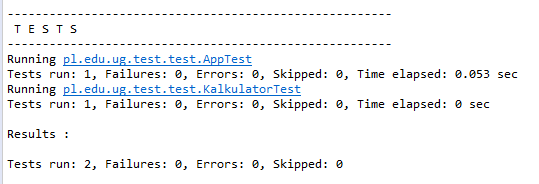 -------------------------------------------------------
 T E S T S
-------------------------------------------------------
Running pl.edu.ug.test.test.AppTest
Tests run: 1, Failures: 0, Errors: 0, Skipped: 0, Time elapsed: 0.053 sec
Running pl.edu.ug.test.test.KalkulatorTest
Tests run: 1, Failures: 0, Errors: 0, Skipped: 0, Time elapsed: 0 sec
Results :
Tests run: 2, Failures: 0, Errors: 0, Skipped: 0